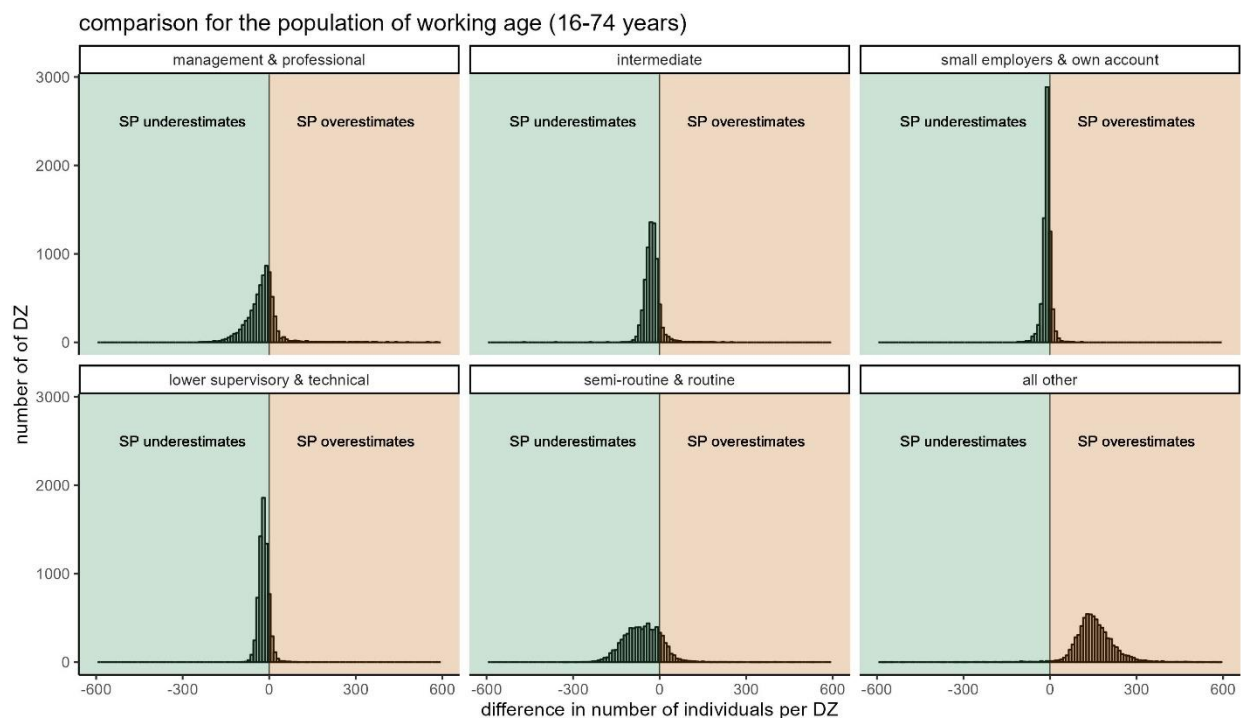 comparison for the population of working age (16-74 years)
management & professional
intermediate
small employers & own account
3000
2000
1000
0
SP underestimates
SP overestimates
SP underestimates
SP overestimates
SP underestimates
SP overestimates
number of of DZ
lower supervisory & technical
semi-routine & routine
all other
3000
2000
1000
0
SP underestimates
SP overestimates
SP underestimates
SP overestimates
SP underestimates
SP overestimates
-600 -300 0 300 600
-600 -300 0 300 600
-600 -300 0 300 600
difference in number of individuals per DZ